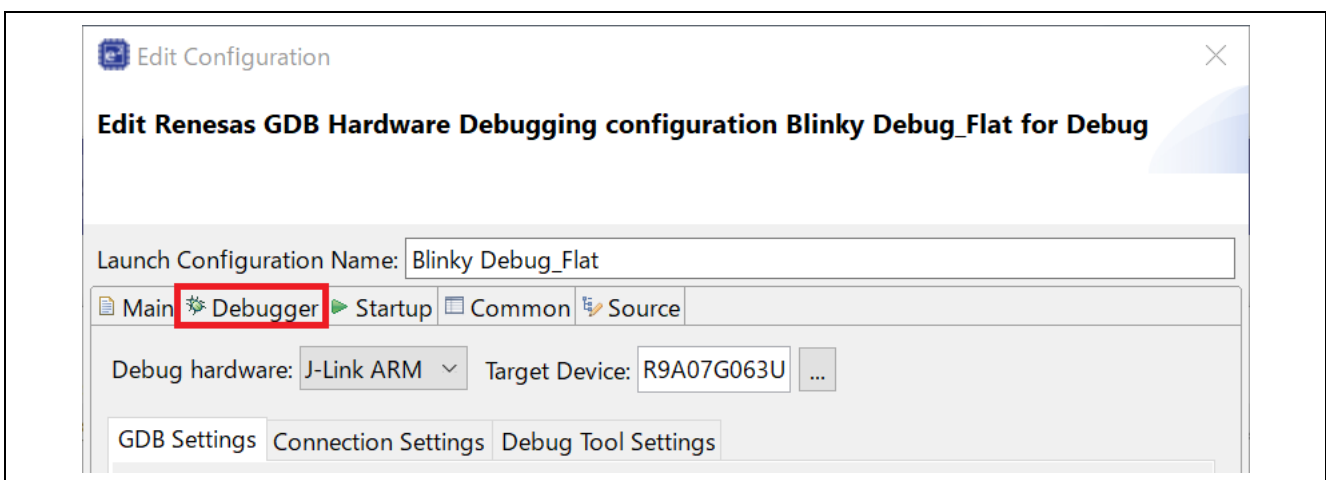 Edit Configuration
Edit Renesas GDB Hardware Debugging configuration Blinky Debug_Flat for Debug
Launch Configuration Name: Blinky Debug_Flat
Main Debugger Startup Common Source
Debug hardware: J-Link ARM Target Device: R9A07G063U ...
GDB Settings Connection Settings Debug Tool Settings